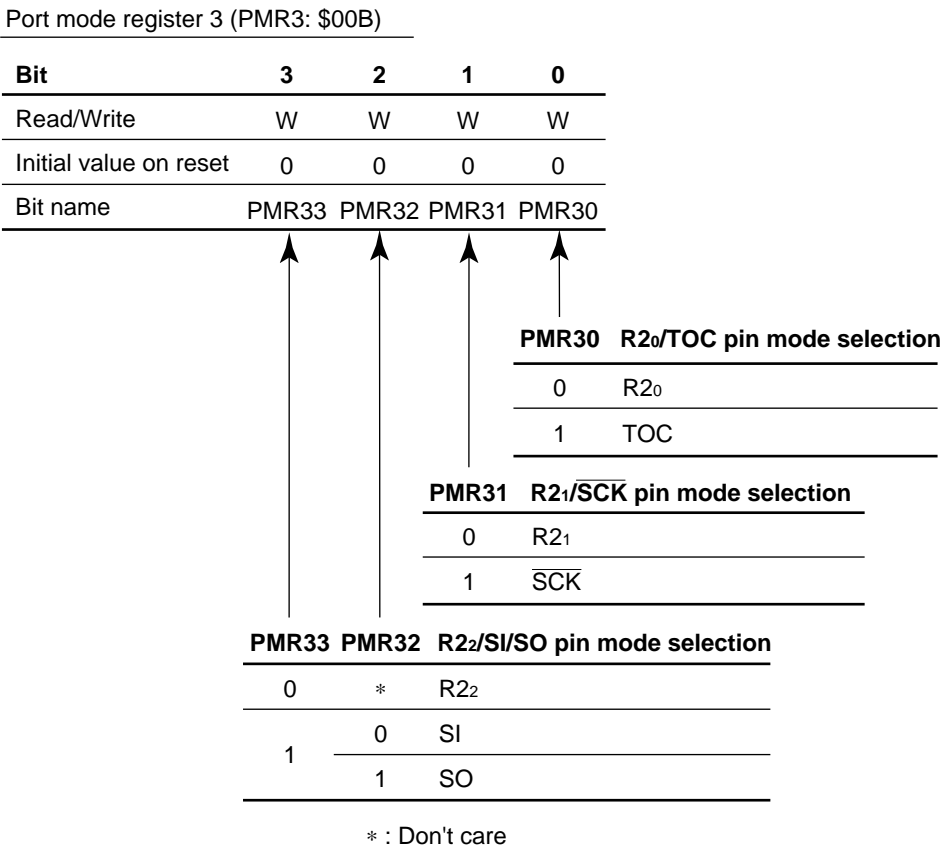 Port mode register 3 (PMR3: $00B)
Bit 3 2 1 0
Read/Write W W W W
Initial value on reset 0 0 0 0
Bit name PMR33 PMR32 PMR31 PMR30
PMR30 R2₀/TOC pin mode selection
0 R2₀
1 TOC
PMR31 R2₁/S̅C̅K̅ pin mode selection
0 R2₁
1 S̅C̅K̅
PMR33 PMR32 R2₂/SI/SO pin mode selection
0 * R2₂
1 0 SI
1 SO
* : Don't care